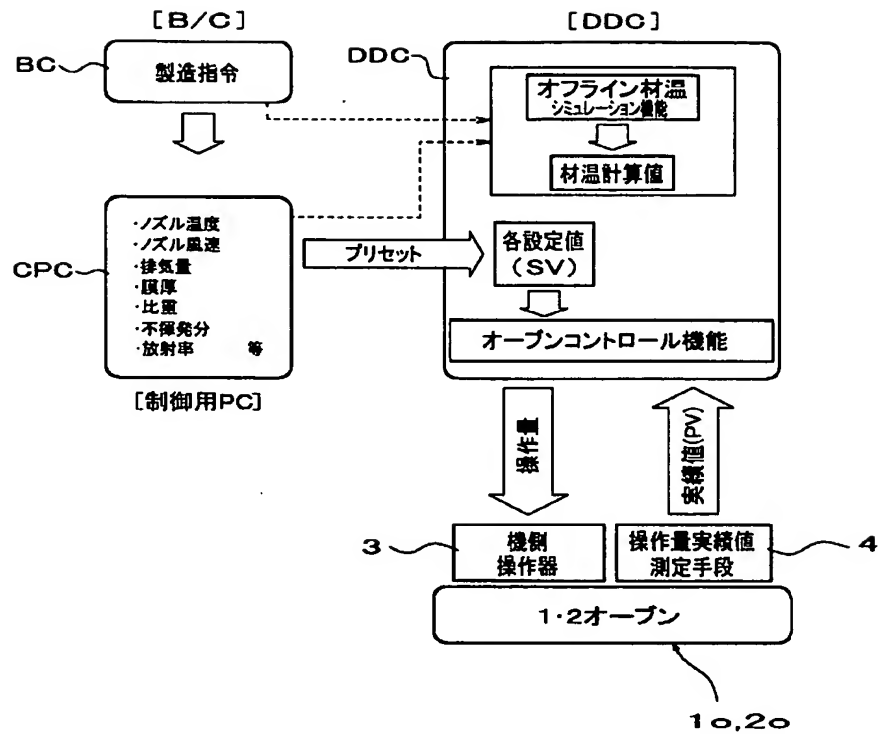 [B/C]
BC
製造指令
CPC
・ノズル温度
・ノズル風速
・排気量
・膜厚
・比重
・不揮発分
・放射率 等
[制御用PC]
プリセット
[DDC]
DDC
オフライン材温
シミュレーション機能
材温計算値
各設定値
(SV)
オーブンコントロール機能
操作量
実績値(PV)
3
機側
操作器
操作量実績値
測定手段
4
1・2オーブン
1o,2o